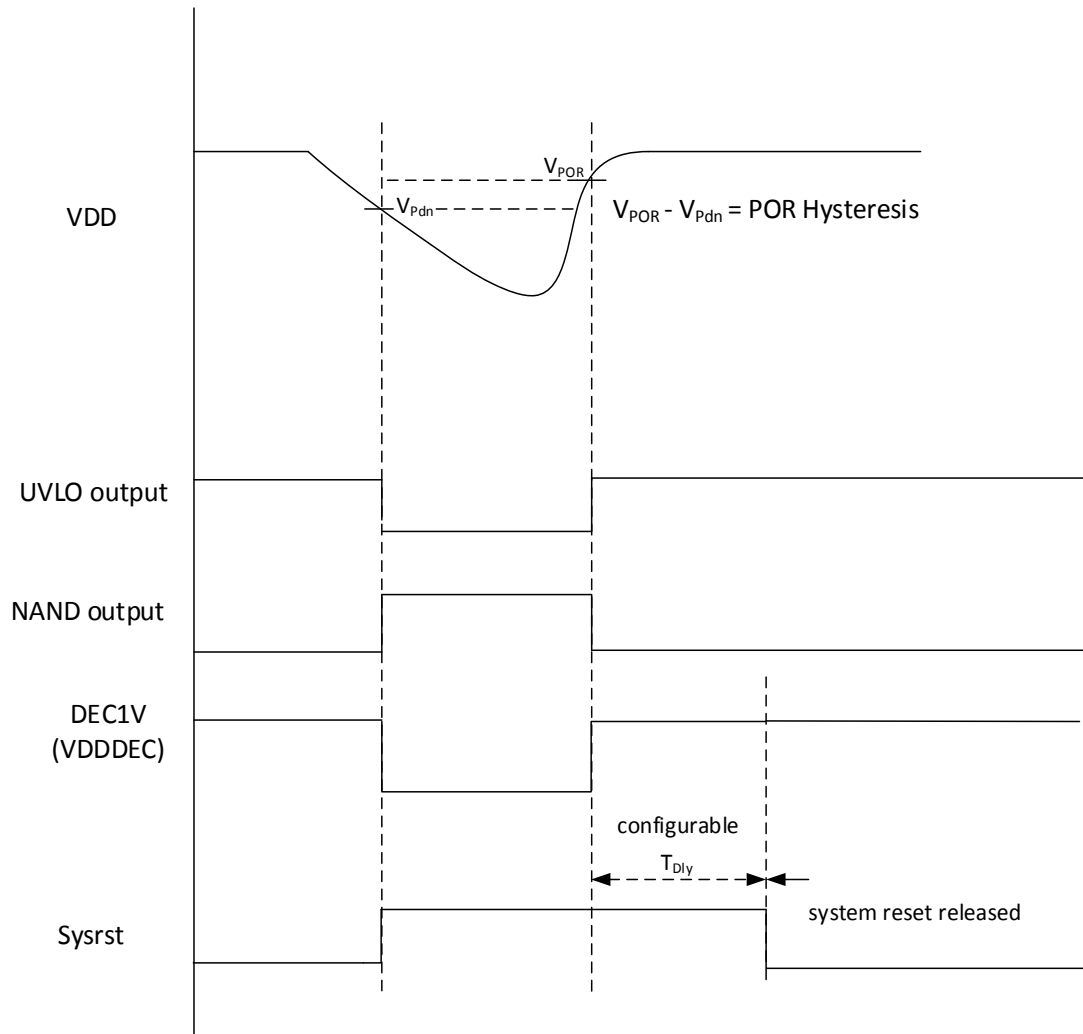 VDD
V_POR
V_Pdn
V_POR - V_Pdn = POR Hysteresis
UVLO output
NAND output
DEC1V
(VDDDEC)
configurable
T_Dly
system reset released
Sysrst